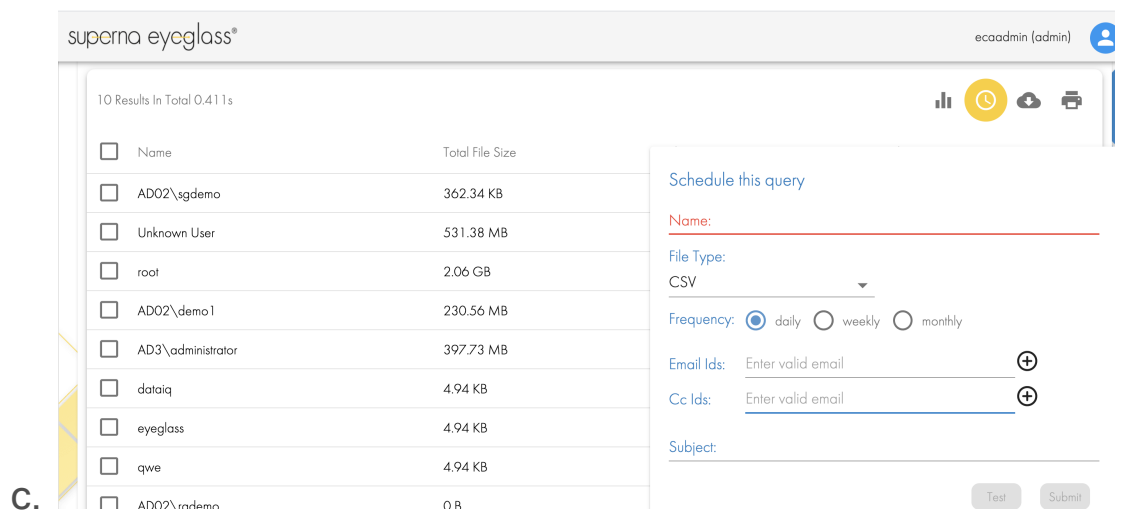 superna eyeglass®
ecaadmin (admin)
10 Results In Total 0.411s
Name Total File Size
AD02\sgdemo 362.34 KB
Unknown User 531.38 MB
root 2.06 GB
AD02\demo1 230.56 MB
AD3\administrator 397.73 MB
dataiq 4.94 KB
eyeglass 4.94 KB
qwe 4.94 KB
AD02\rgdemo 0 B
Schedule this query
Name:
File Type:
CSV
Frequency: daily weekly monthly
Email Ids: Enter valid email
Cc Ids: Enter valid email
Subject:
Test Submit
C.